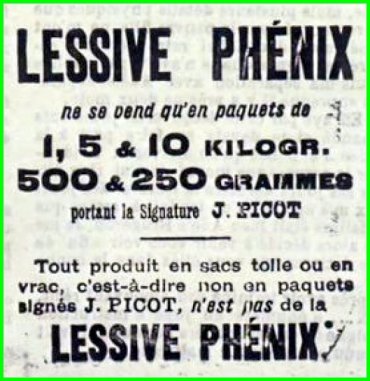 LESSIVE PHÉNIX
ne se vend qu'en paquets de
1, 5 & 10 KILOGR.
500 & 250 GRAMMES
portant la Signature J. PICOT
Tout produit en sacs toile ou en
vrac, c'est-à-dire non en paquets
signés J. PICOT, n'est pas de la
LESSIVE PHÉNIX.